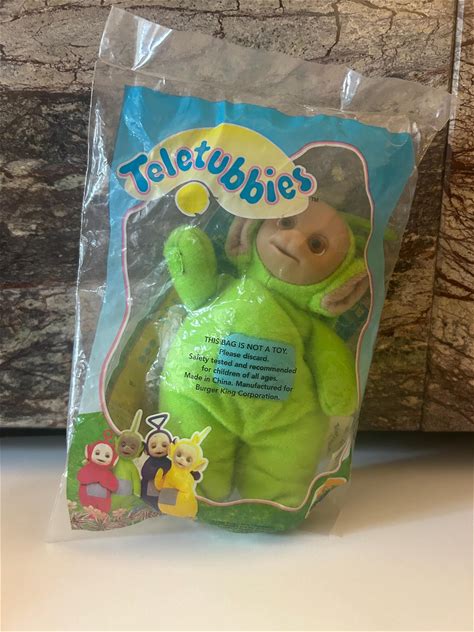 Teletubbies
TM
THIS BAG IS NOT A TOY.
Please discard.
Safety tested and recommended
for children of all ages.
Made in China. Manufactured for
Burger King Corporation.